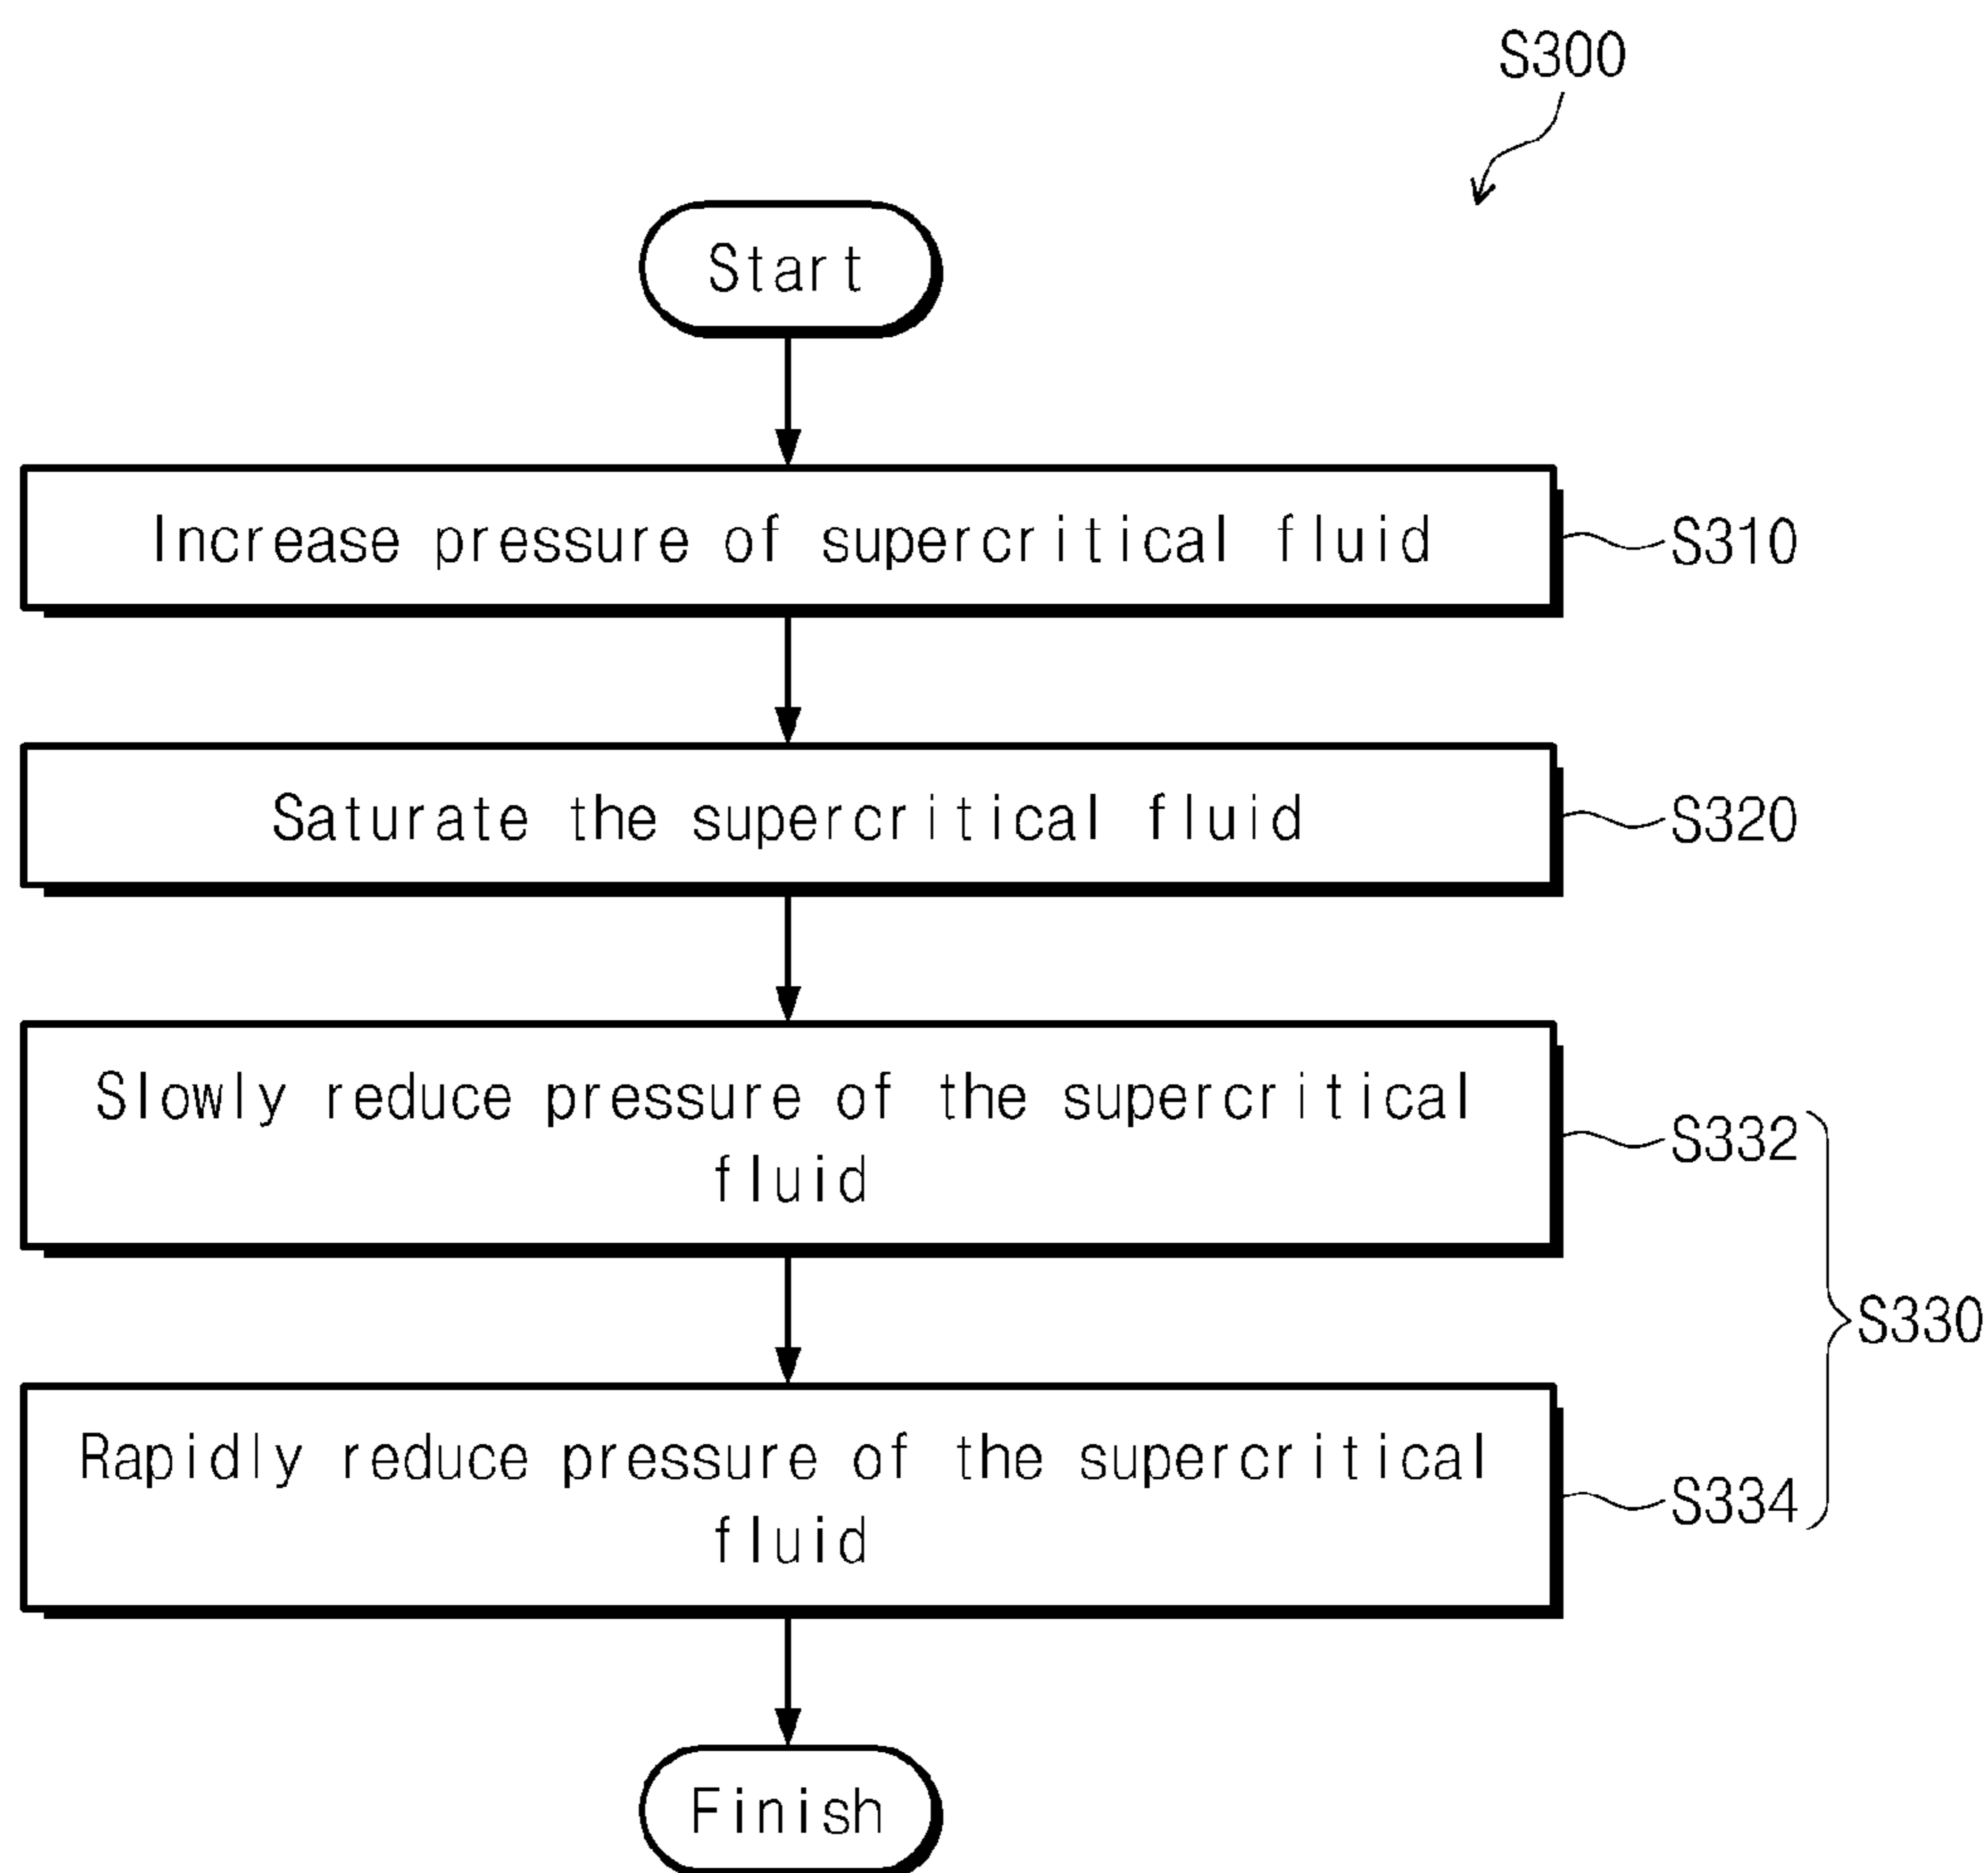 S300
Start
Increase pressure of supercritical fluid
S310
Saturate the supercritical fluid
S320
Slowly reduce pressure of the supercritical
fluid
S332
S330
Rapidly reduce pressure of the supercritical
fluid
S334
Finish